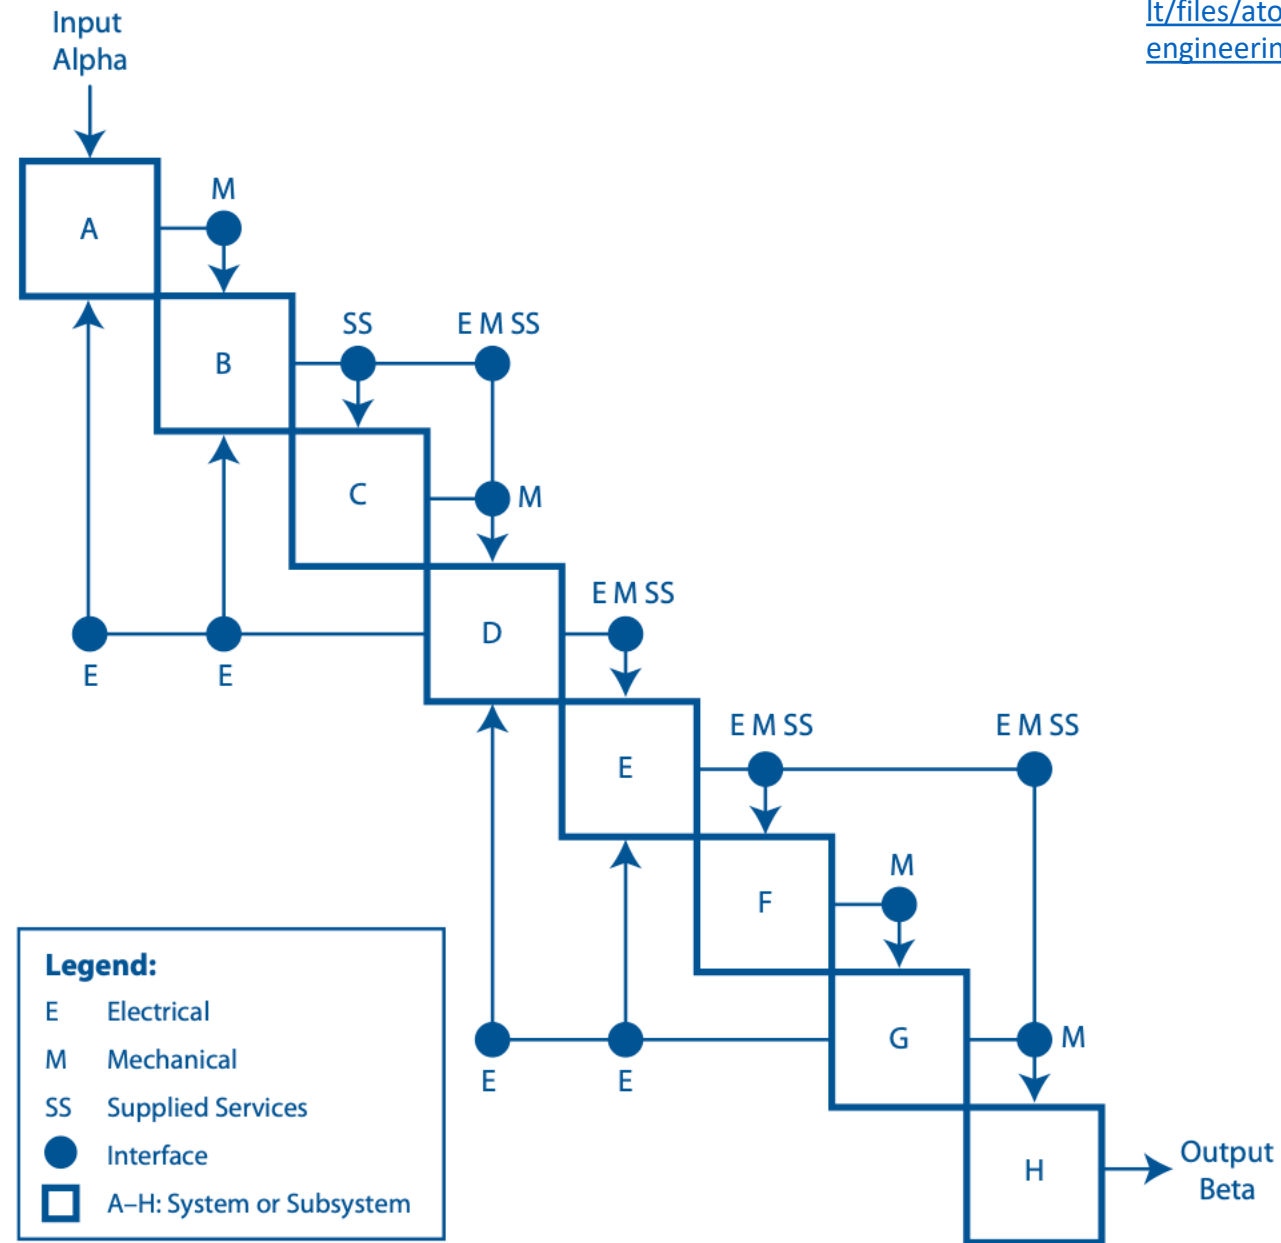 Input
Alpha
lt/files/ato
engineerin
A
M
B
SS
E M SS
C
M
D
E M SS
E
E
E
E M SS
E M SS
F
M
G
M
E
E
H
Output
Beta
Legend:
E Electrical
M Mechanical
SS Supplied Services
Interface
A–H: System or Subsystem